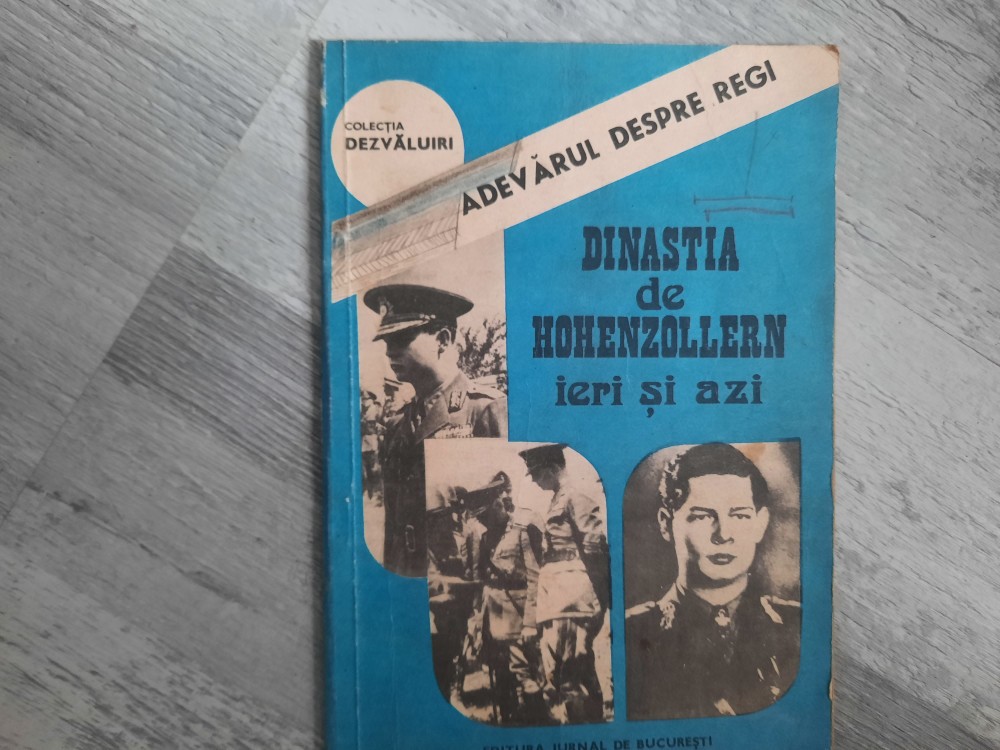 COLECȚIA
DEZVĂLUIRI
ADEVĂRUL DESPRE REGI
DINASTIA
de
HOHENZOLLERN
ieri și azi
EDITURA JURNAL DE BUCUREȘTI